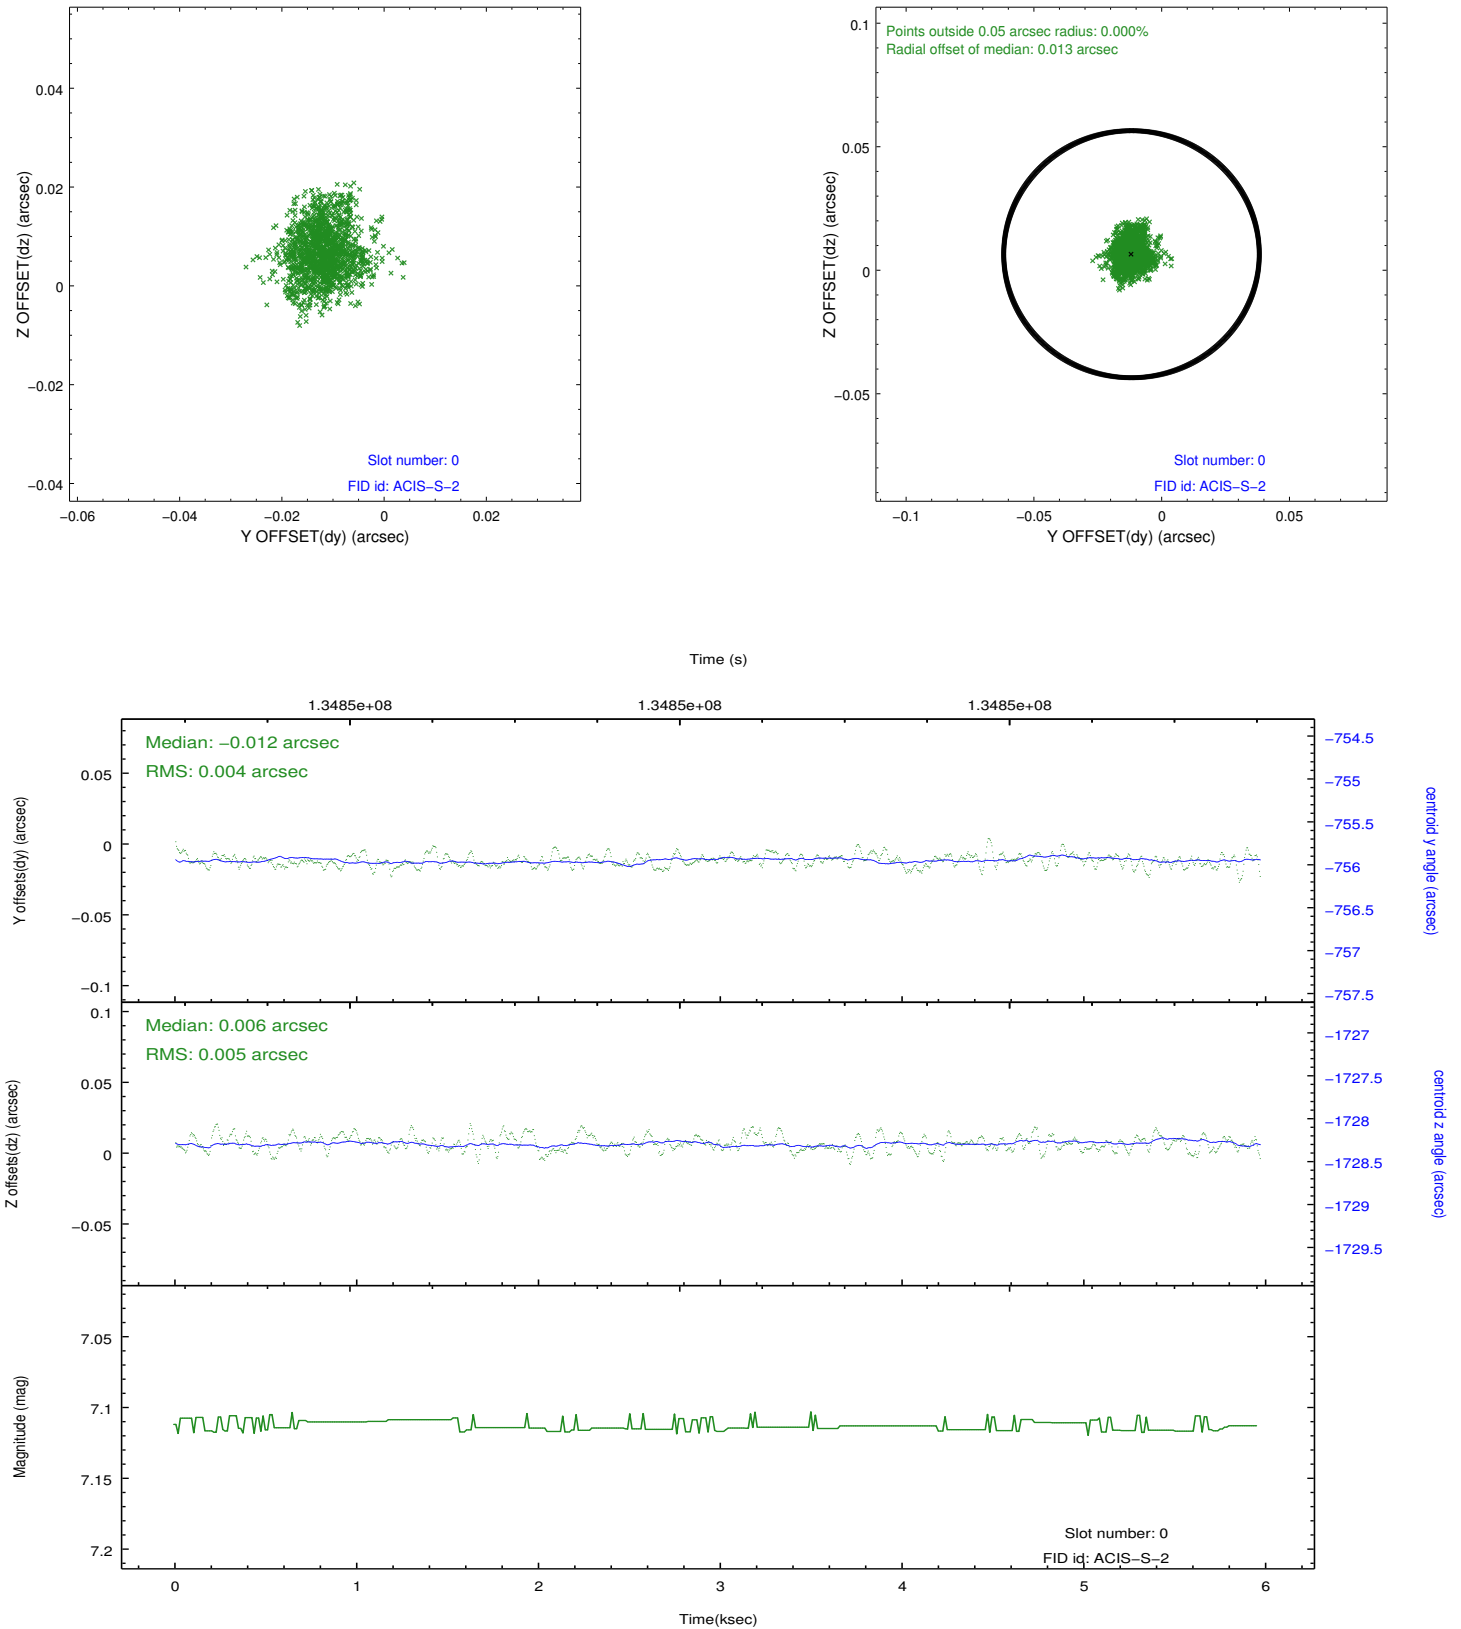 0.04
0.02
0
−0.02
−0.04
Z OFFSET(dz) (arcsec)
Slot number: 0
FID id: ACIS−S−2
−0.06
−0.04
−0.02
0
0.02
Y OFFSET(dy) (arcsec)
Points outside 0.05 arcsec radius: 0.000%
Radial offset of median: 0.013 arcsec
0.1
0.05
0
−0.05
Z OFFSET(dz) (arcsec)
Slot number: 0
FID id: ACIS−S−2
−0.1
−0.05
0
0.05
Y OFFSET(dy) (arcsec)
Time (s)
1.3485e+08
1.3485e+08
1.3485e+08
Median: −0.012 arcsec
RMS: 0.004 arcsec
0.05
0
−0.05
−0.1
Y offsets(dy) (arcsec)
−754.5
−755
−755.5
−756
−756.5
−757
−757.5
centroid y angle (arcsec)
Median: 0.006 arcsec
RMS: 0.005 arcsec
0.1
0.05
0
−0.05
Z offsets(dz) (arcsec)
−1727
−1727.5
−1728
−1728.5
−1729
−1729.5
centroid z angle (arcsec)
7.05
7.1
7.15
7.2
Magnitude (mag)
Slot number: 0
FID id: ACIS−S−2
0
1
2
3
4
5
6
Time(ksec)